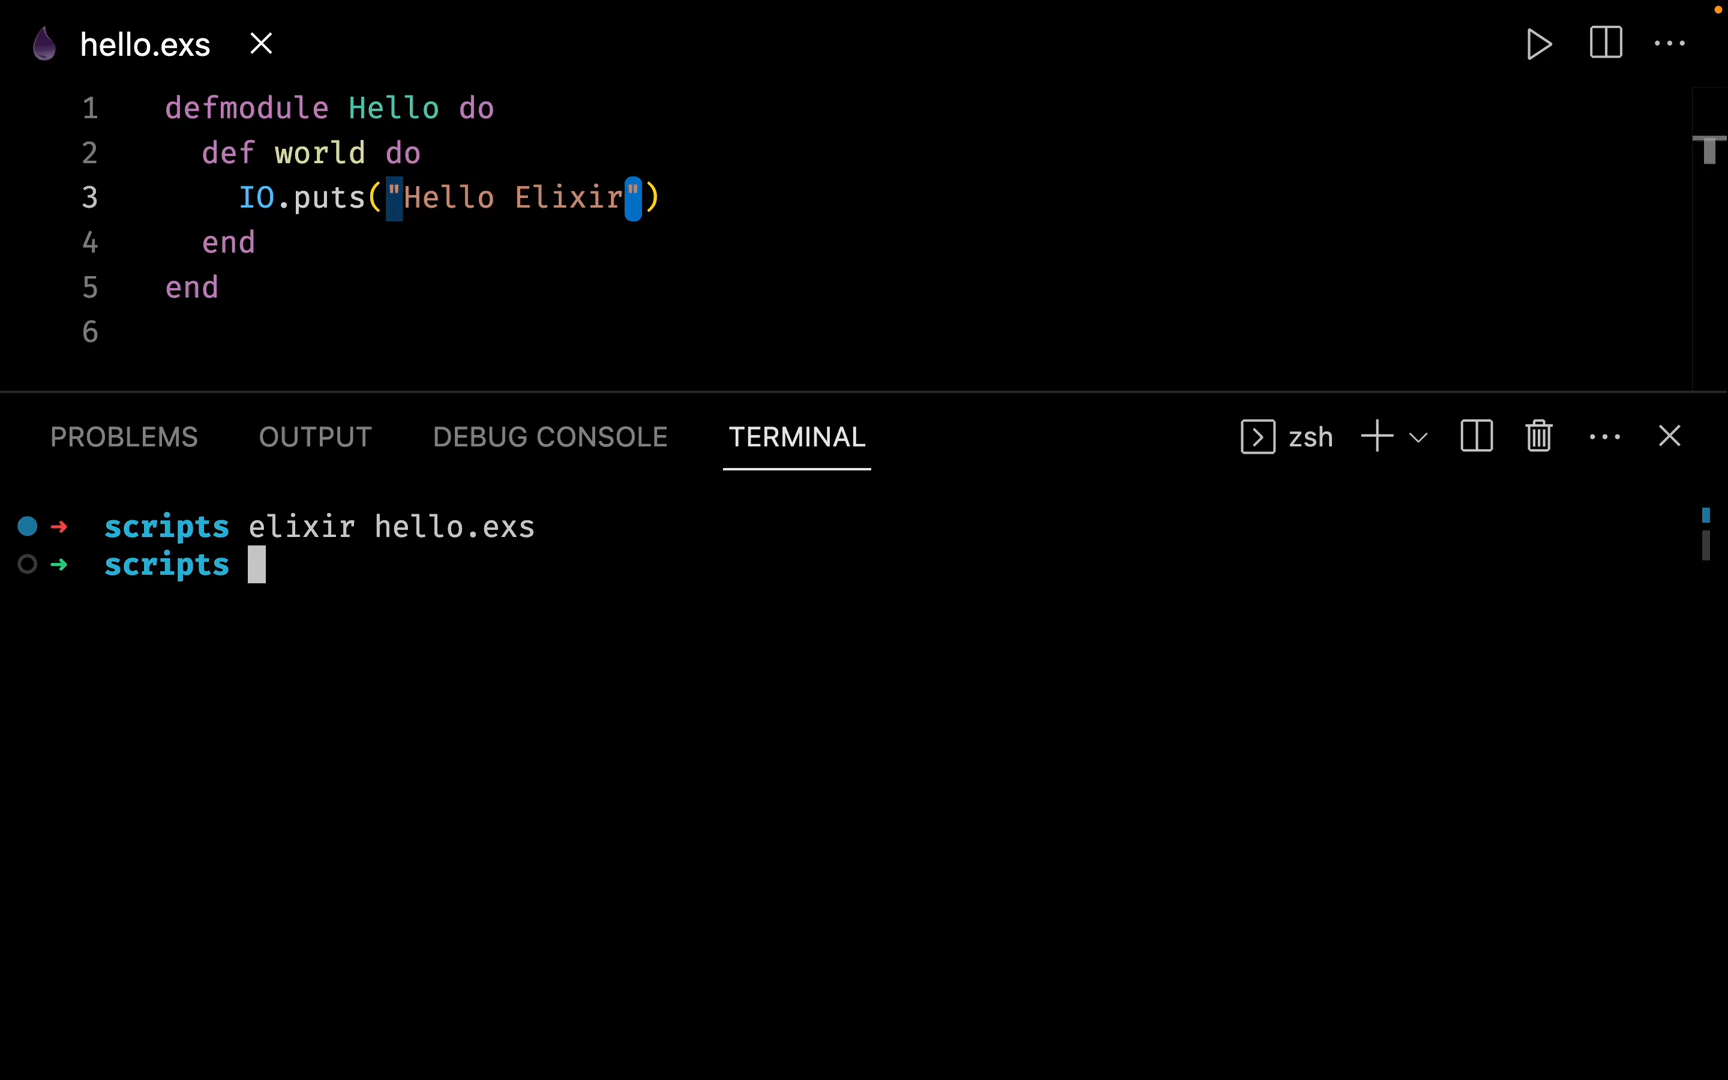 hello.exs
1 defmodule Hello do
2 def world do
3 IO.puts("Hello Elixir")
4 end
5 end
6
PROBLEMS OUTPUT DEBUG CONSOLE TERMINAL zsh
scripts elixir hello.exs
scripts